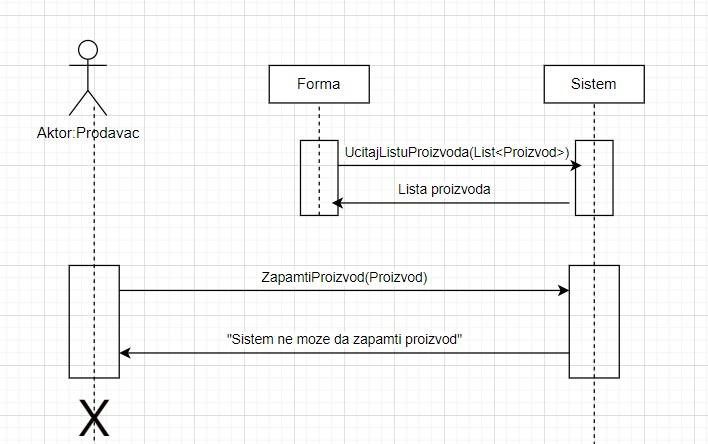 Forma
Sistem
Aktor:Prodavac
UcitajListuProizvoda(List<Proizvod>)
Lista proizvoda
ZapamtiProizvod(Proizvod)
"Sistem ne moze da zapamti proizvod"
X